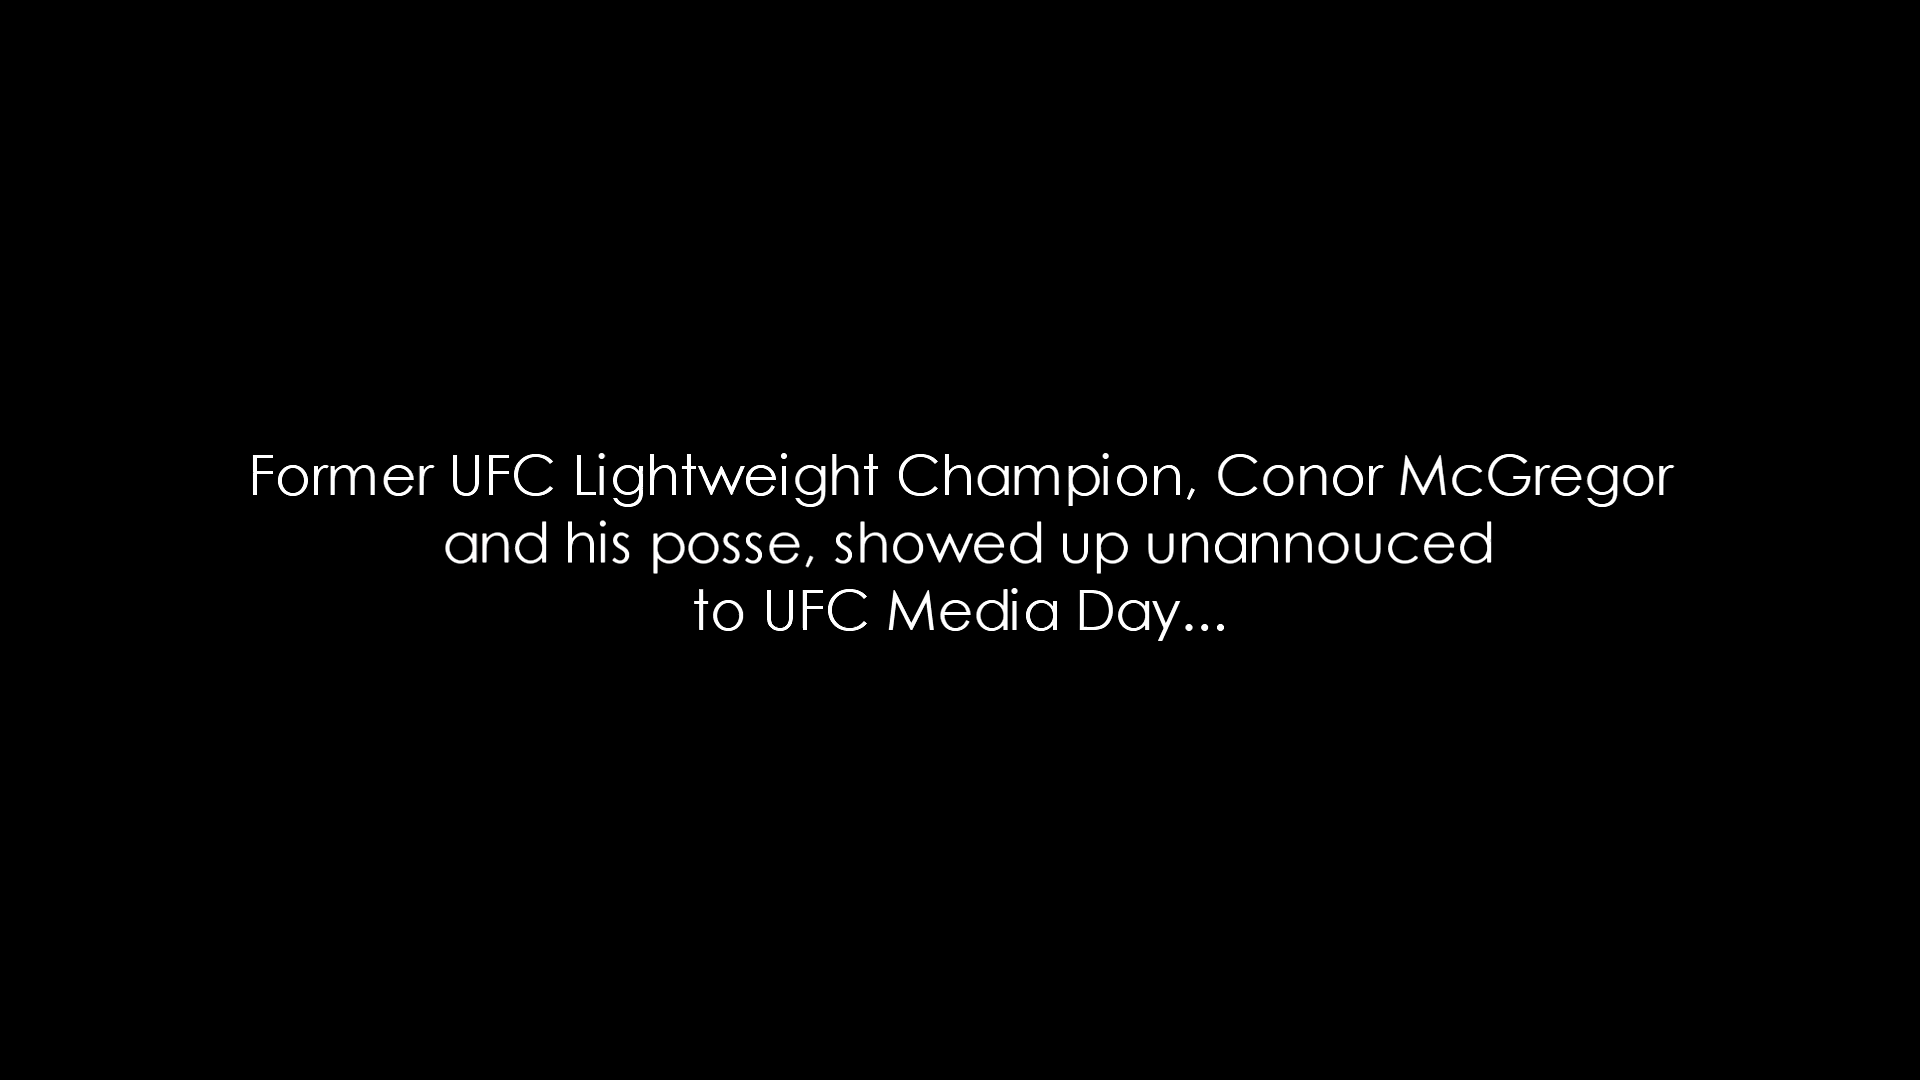 Former UFC Lightweight Champion, Conor McGregor
and his posse, showed up unannouced
to UFC Media Day...